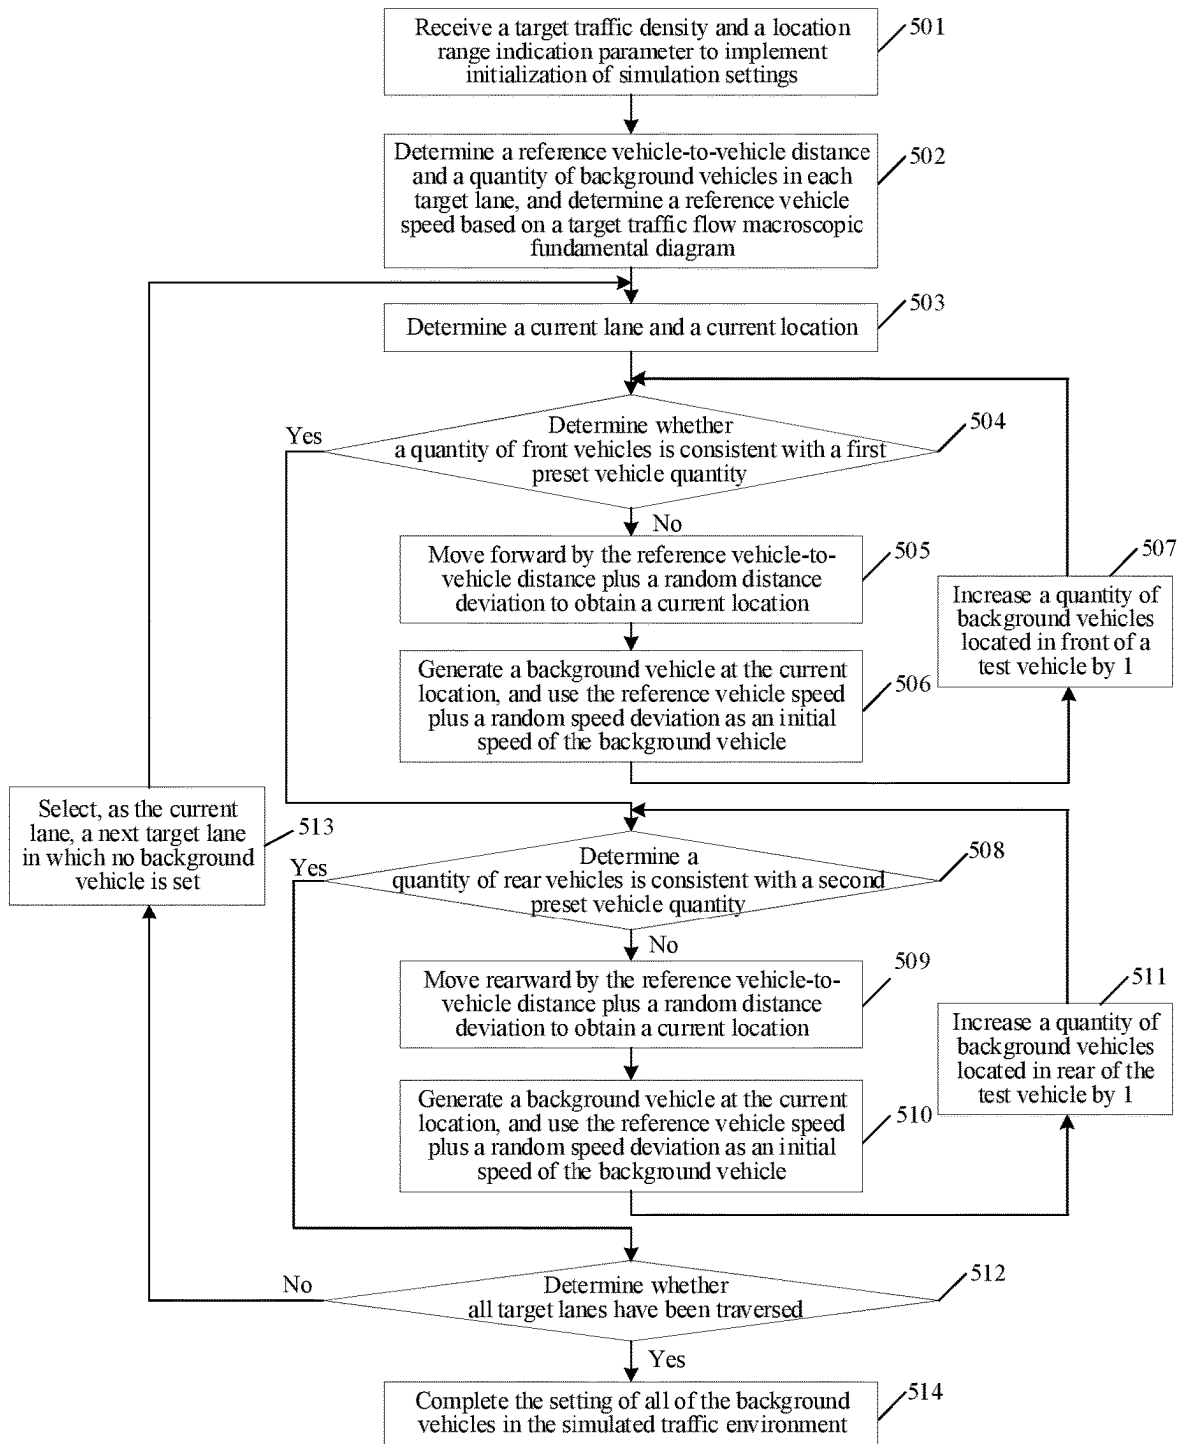 Receive a target traffic density and a location
range indication parameter to implement
initialization of simulation settings
501
Determine a reference vehicle-to-vehicle distance
and a quantity of background vehicles in each
target lane, and determine a reference vehicle
speed based on a target traffic flow macroscopic
fundamental diagram
502
Determine a current lane and a current location
503
Determine whether
a quantity of front vehicles is consistent with a first
preset vehicle quantity
504
Yes
No
Move forward by the reference vehicle-to-
vehicle distance plus a random distance
deviation to obtain a current location
505
Generate a background vehicle at the current
location, and use the reference vehicle speed
plus a random speed deviation as an initial
speed of the background vehicle
506
507
Increase a quantity of
background vehicles
located in front of a
test vehicle by 1
Select, as the current
lane, a next target lane
in which no background
vehicle is set
513
Determine a
quantity of rear vehicles is consistent with a second
preset vehicle quantity
508
Yes
No
Move rearward by the reference vehicle-to-
vehicle distance plus a random distance
deviation to obtain a current location
509
Generate a background vehicle at the current
location, and use the reference vehicle speed
plus a random speed deviation as an initial
speed of the background vehicle
510
511
Increase a quantity of
background vehicles
located in rear of the
test vehicle by 1
Determine whether
all target lanes have been traversed
512
No
Yes
Complete the setting of all of the background
vehicles in the simulated traffic environment
514